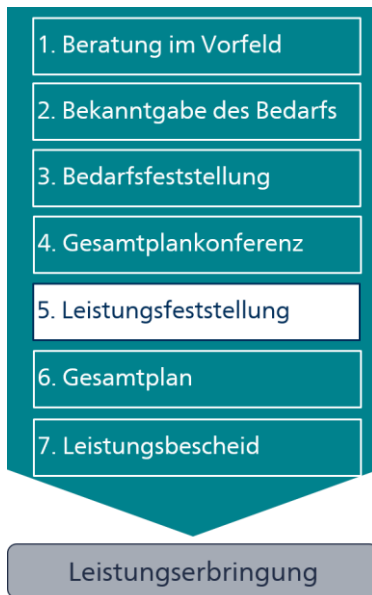 1. Beratung im Vorfeld
2. Bekanntgabe des Bedarfs
3. Bedarfsfeststellung
4. Gesamtplankonferenz
5. Leistungsfeststellung
6. Gesamtplan
7. Leistungsbescheid
Leistungserbringung